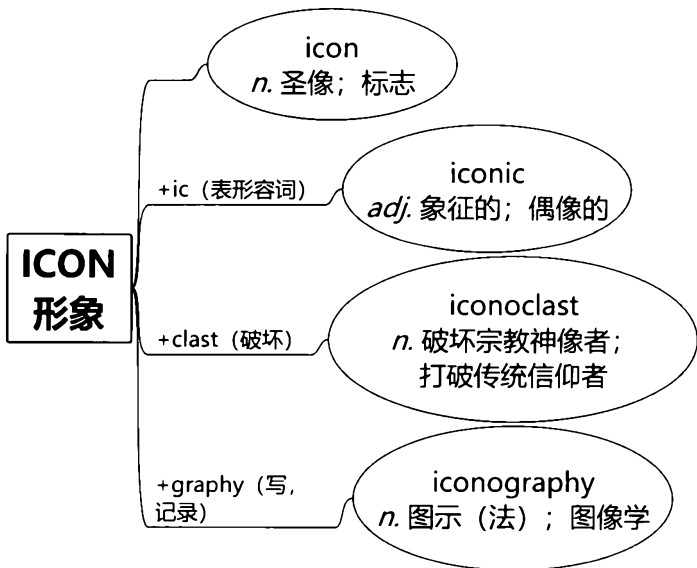 icon
n. 圣像；标志
+ic（表形容词）
iconic
adj. 象征的；偶像的
ICON
形象
+clast（破坏）
iconoclast
n. 破坏宗教神像者；
打破传统信仰者
+graphy（写，
记录）
iconography
n. 图示（法）；图像学